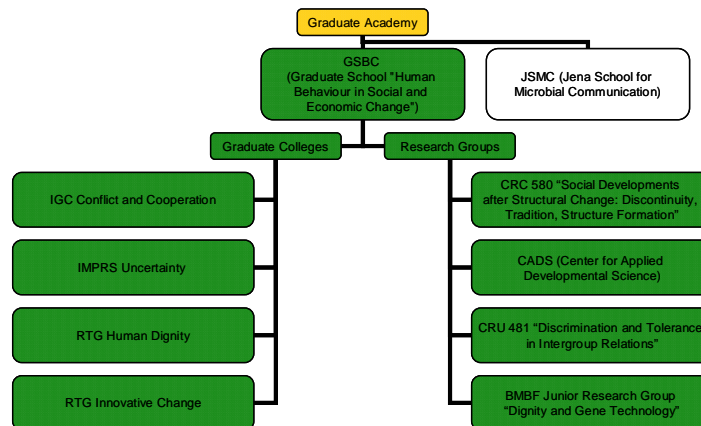 Graduate Academy
GSBC
(Graduate School "Human
Behaviour in Social and
Economic Change")
JSMC (Jena School for
Microbial Communication)
Graduate Colleges
Research Groups
IGC Conflict and Cooperation
IMPRS Uncertainty
RTG Human Dignity
RTG Innovative Change
CRC 580 “Social Developments
after Structural Change: Discontinuity,
Tradition, Structure Formation”
CADS (Center for Applied
Developmental Science)
CRU 481 “Discrimination and Tolerance
in Intergroup Relations”
BMBF Junior Research Group
“Dignity and Gene Technology”